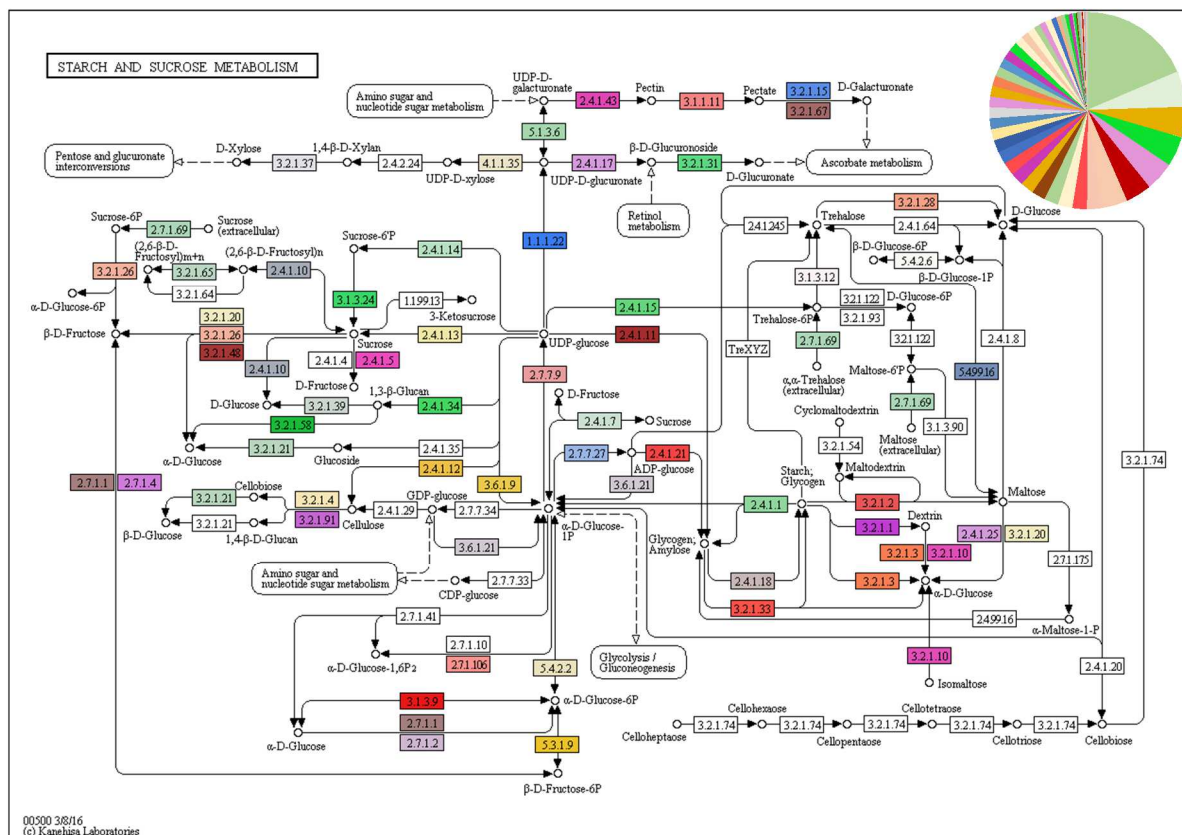 STARCH AND SUCROSE METABOLISM
UDP-D-
galacturonate
Pectin
Pectate
D-Galacturonate
Amino sugar and
nucleotide sugar metabolism
2.4.1.43
3.1.1.11
3.2.1.15
3.2.1.67
5.1.3.6
D-Xylose
1,4-β-D-Xylan
β-D-Glucuronoside
Pentose and glucuronate
interconversions
3.2.1.37
2.4.2.24
4.1.1.35
2.4.1.17
3.2.1.31
Ascorbate metabolism
UDP-D-xylose
UDP-D-glucuronate
D-Glucuronate
Retinol
metabolism
3.2.1.28
Sucrose-6P
Sucrose
(extracellular)
2.7.1.69
Sucrose-6'P
1.1.1.22
2.4.1.245
Trehalose
2.4.1.64
D-Glucose
(2,6-β-D-
Fructosyl)m+n
(2,6-β-D-Fructosyl)n
2.4.1.14
β-D-Glucose-6P
5.4.2.6
β-D-Glucose-1P
3.2.1.26
3.2.1.65
2.4.1.10
3.2.1.64
3.1.3.12
α-D-Glucose-6P
3.1.3.24
1.1.99.13
3-Ketosucrose
2.4.1.15
3.2.1.122
3.2.1.93
D-Glucose-6P
Trehalose-6P
3.2.1.20
β-D-Fructose
3.2.1.26
3.2.1.48
Sucrose
2.4.1.13
UDP-glucose
2.4.1.11
3.2.1.122
2.4.1.8
TreXYZ
2.7.1.69
2.4.1.10
2.4.1.4
2.4.1.5
D-Fructose
2.7.7.9
α,α-Trehalose
(extracellular)
Maltose-6'P
5.4.99.16
D-Glucose
3.2.1.39
1,3-β-Glucan
2.4.1.34
D-Fructose
2.7.1.69
3.2.1.58
2.4.1.7
Sucrose
Cyclomaltodextrin
Maltose
(extracellular)
3.1.3.90
3.2.1.21
2.4.1.35
α-D-Glucose
Glucoside
2.4.1.12
2.7.7.27
2.4.1.21
ADP-glucose
3.2.1.54
Maltodextrin
3.2.1.74
2.7.1.1
2.7.1.4
3.6.1.9
3.6.1.21
Starch;
Glycogen
Cellobiose
3.2.1.21
3.2.1.4
GDP-glucose
2.4.1.1
3.2.1.2
Maltose
3.2.1.91
Cellulose
2.4.1.29
2.7.7.34
α-D-Glucose-
1P
β-D-Glucose
3.2.1.21
1,4-β-D-Glucan
3.2.1.1
Dextrin
2.4.1.25
3.2.1.20
3.6.1.21
Glycogen;
Amylose
3.2.1.3
3.2.1.10
2.7.1.175
Amino sugar and
nucleotide sugar metabolism
CDP-glucose
2.7.7.33
2.4.1.18
3.2.1.3
α-D-Glucose
3.2.1.33
2.7.1.41
2.4.99.16
α-Maltose-1-P
2.7.1.10
2.7.1.106
α-D-Glucose-1,6P2
Glycolysis /
Gluconeogenesis
5.4.2.2
3.2.1.10
Isomaltose
2.4.1.20
3.1.3.9
α-D-Glucose-6P
2.7.1.1
2.7.1.2
α-D-Glucose
5.3.1.9
β-D-Fructose-6P
Cellohexaose
Cellotetraose
3.2.1.74
3.2.1.74
3.2.1.74
3.2.1.74
3.2.1.74
Celloheptaose
Cellopentaose
Cellotriose
Cellobiose
00500 3/8/16
(c) Kanehisa Laboratories